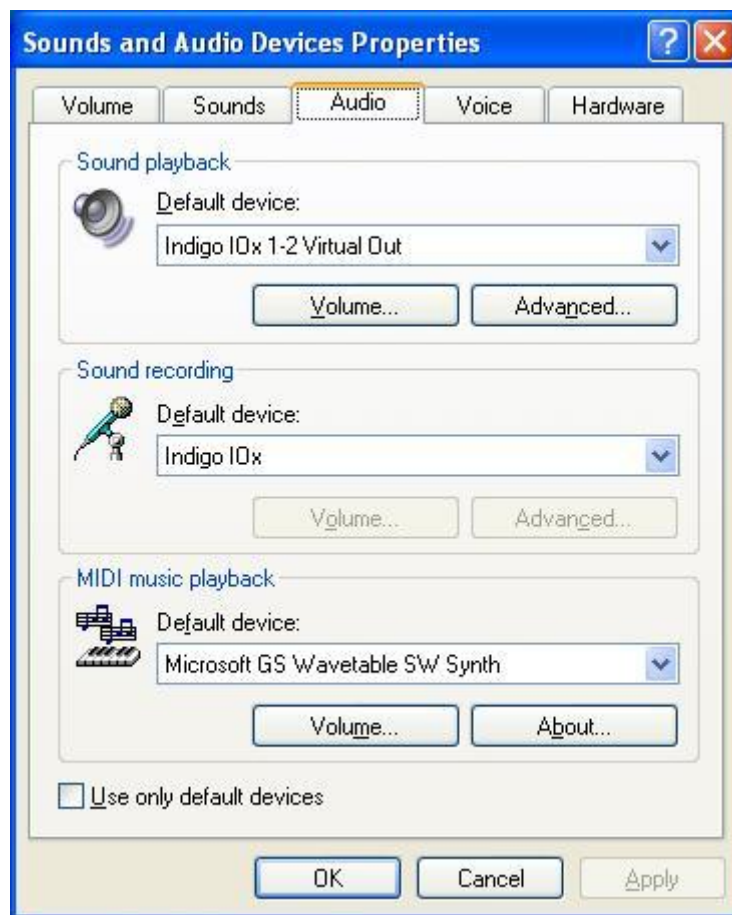 Sounds and Audio Devices Properties
Volume Sounds Audio Voice Hardware
Sound playback
Default device:
Indigo IOx 1-2 Virtual Out
Volume... Advanced...
Sound recording
Default device:
Indigo IOx
Volume... Advanced...
MIDI music playback
Default device:
Microsoft GS Wavetable SW Synth
Volume... About...
Use only default devices
OK Cancel Apply